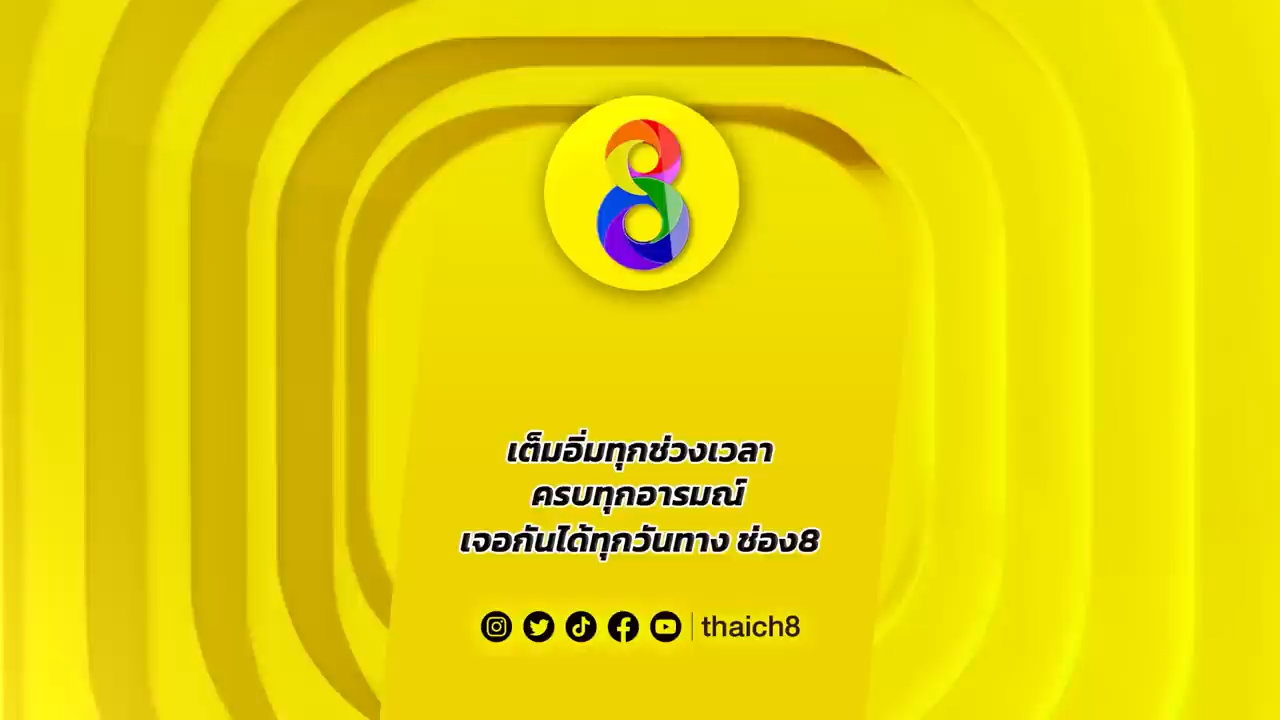 8
เต็มอิ่มทุกช่วงเวลา
ครบทุกอารมณ์
เจอกันได้ทุกวันทาง ช่อง8
thaich8